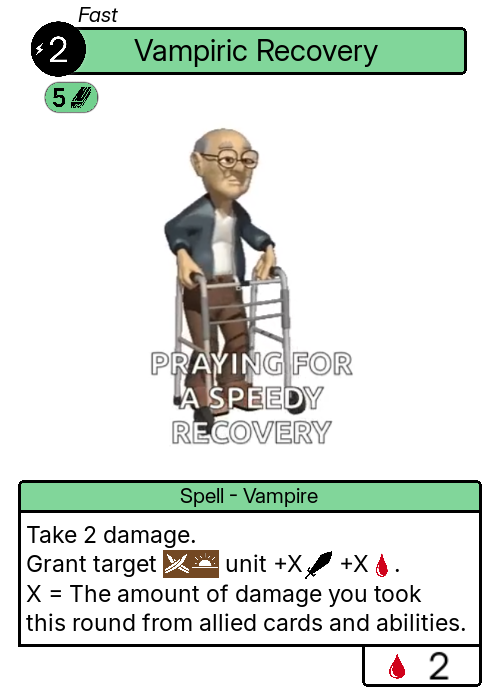 Fast
2
Vampiric Recovery
5
PRAYING FOR
A SPEEDY
RECOVERY
Spell - Vampire
Take 2 damage.
Grant target unit +X +X .
X = The amount of damage you took
this round from allied cards and abilities.
2